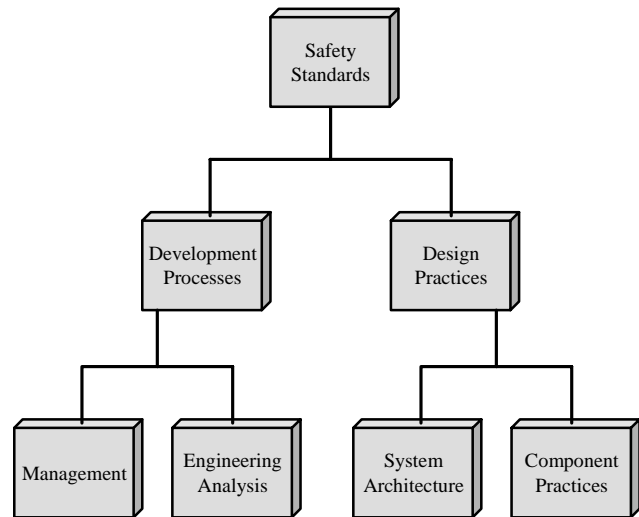 Safety
Standards
Development
Processes
Design
Practices
Management
Engineering
Analysis
System
Architecture
Component
Practices